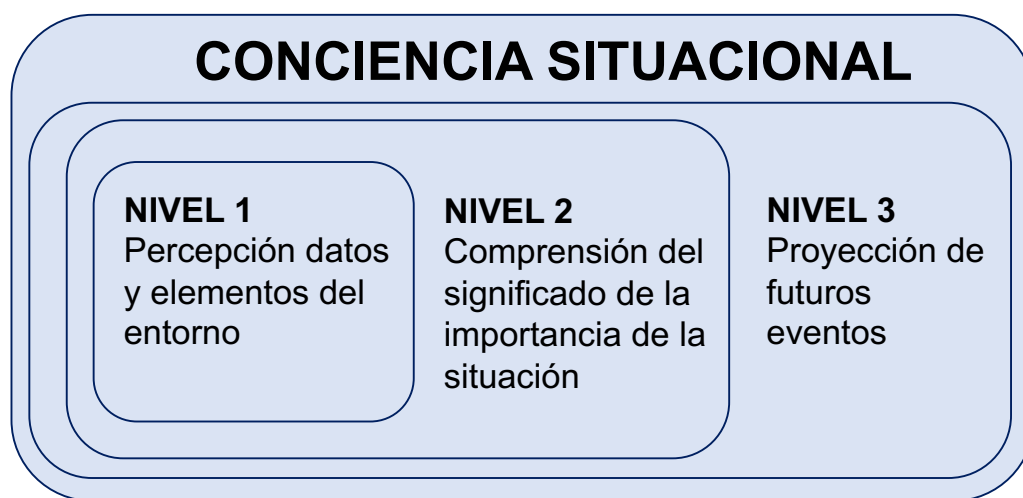 CONCIENCIA SITUACIONAL
NIVEL 1
Percepción datos
y elementos del
entorno
NIVEL 2
Comprensión del
significado de la
importancia de la
situación
NIVEL 3
Proyección de
futuros
eventos